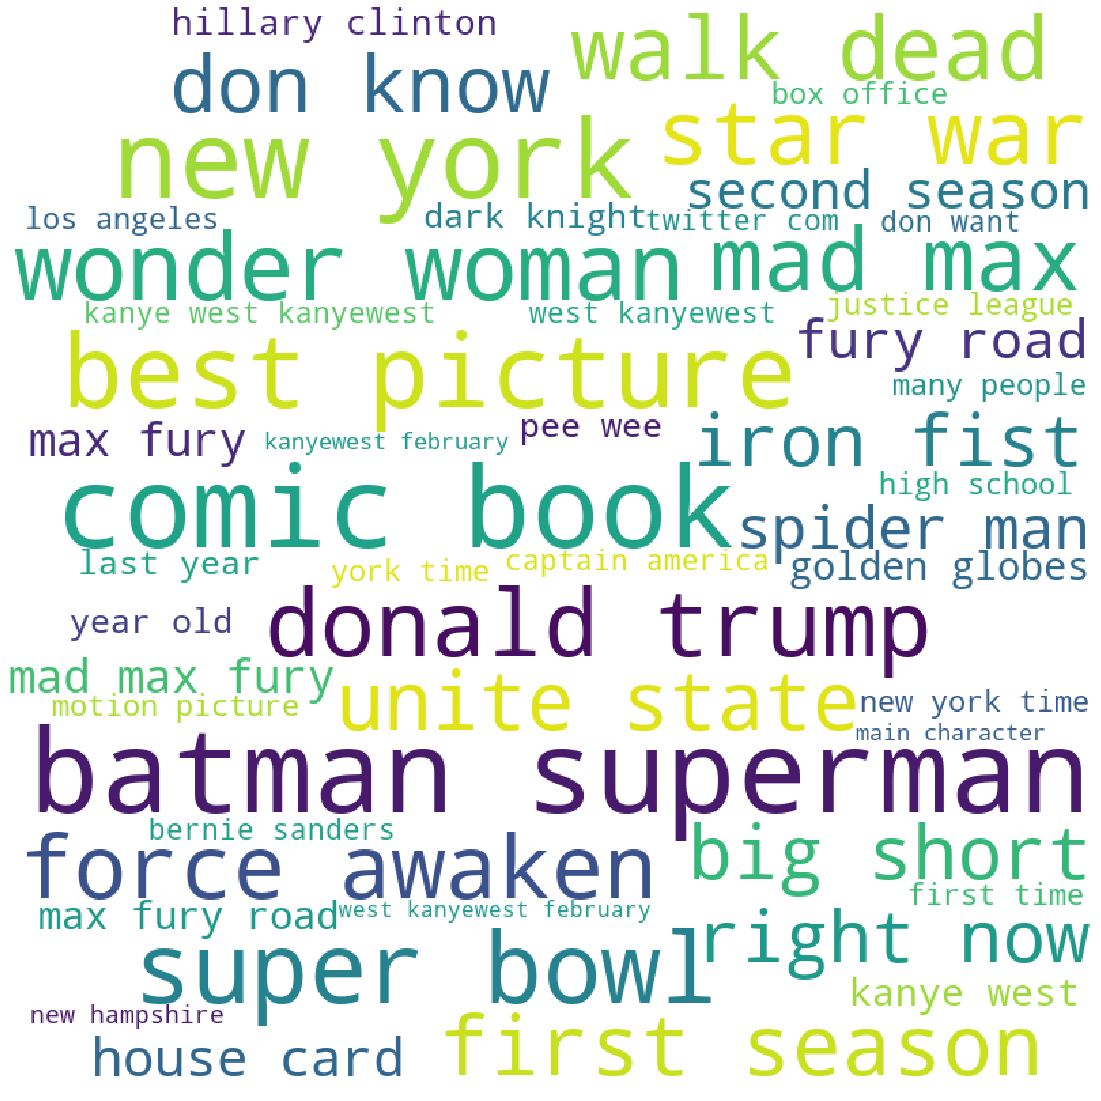 hillary clinton
walk dead
don know
box office
new york
star war
second season
los angeles
dark knight
twitter com
don want
wonder woman
mad max
kanye west kanyewest
west kanyewest
justice league
fury road
best picture
many people
max fury
kanyewest february
pee wee
iron fist
comic book
high school
spider man
last year
york time
captain america
golden globes
year old
donald trump
mad max fury
unite state
motion picture
new york time
main character
batman superman
bernie sanders
force awaken
big short
first time
max fury road
west kanyewest february
right now
super bowl
kanye west
new hampshire
house card
first season